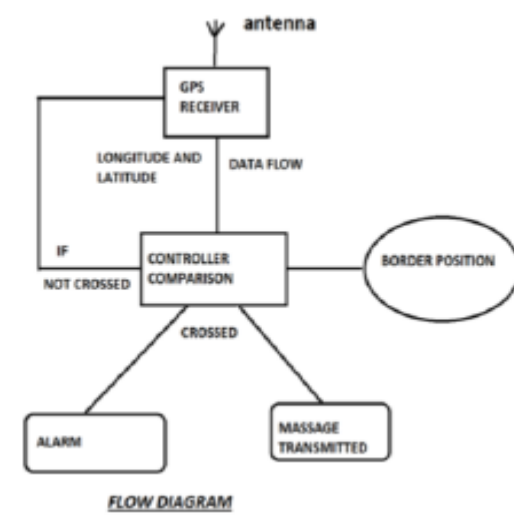 antenna
GPS
RECEIVER
LONGITUDE AND
LATITUDE
DATA FLOW
IF
NOT CROSSED
CONTROLLER
COMPARISON
BORDER POSITION
CROSSED
ALARM
MASSAGE
TRANSMITTED
FLOW DIAGRAM